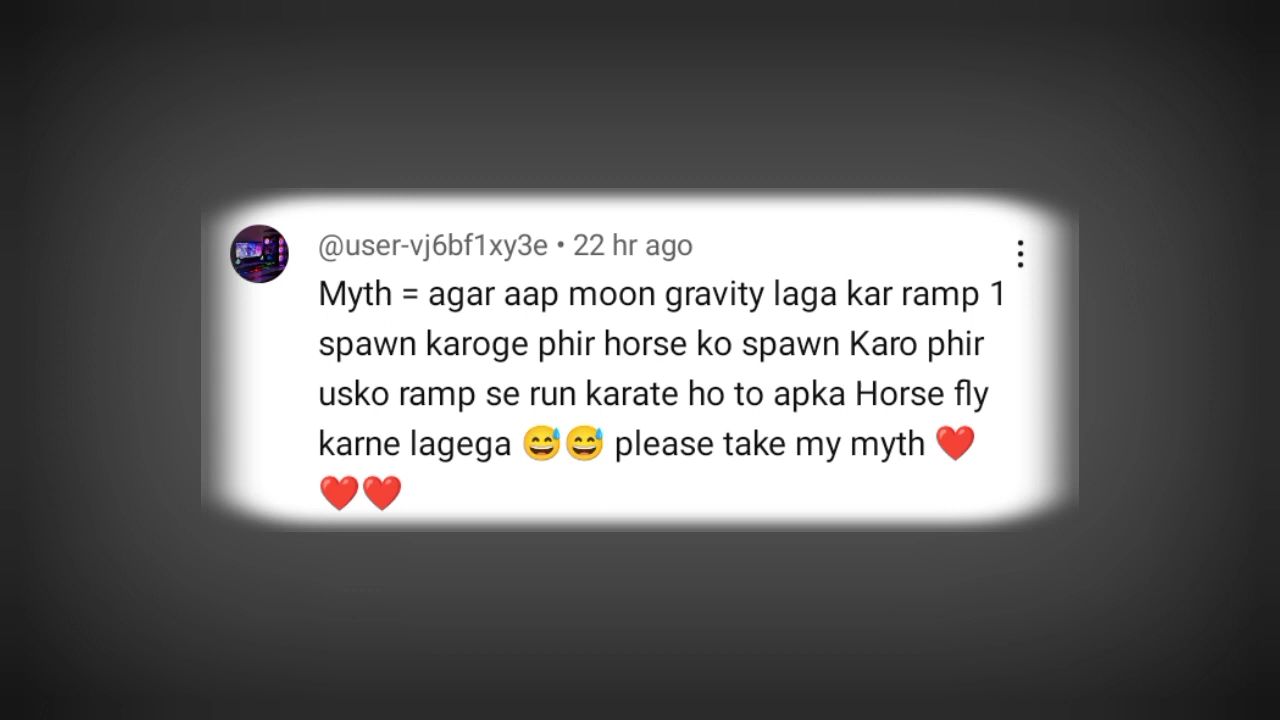 @user-vj6bf1xy3e • 22 hr ago
Myth = agar aap moon gravity laga kar ramp 1
spawn karoge phir horse ko spawn Karo phir
usko ramp se run karate ho to apka Horse fly
karne lagega 😅😅 please take my myth ❤️
❤️❤️